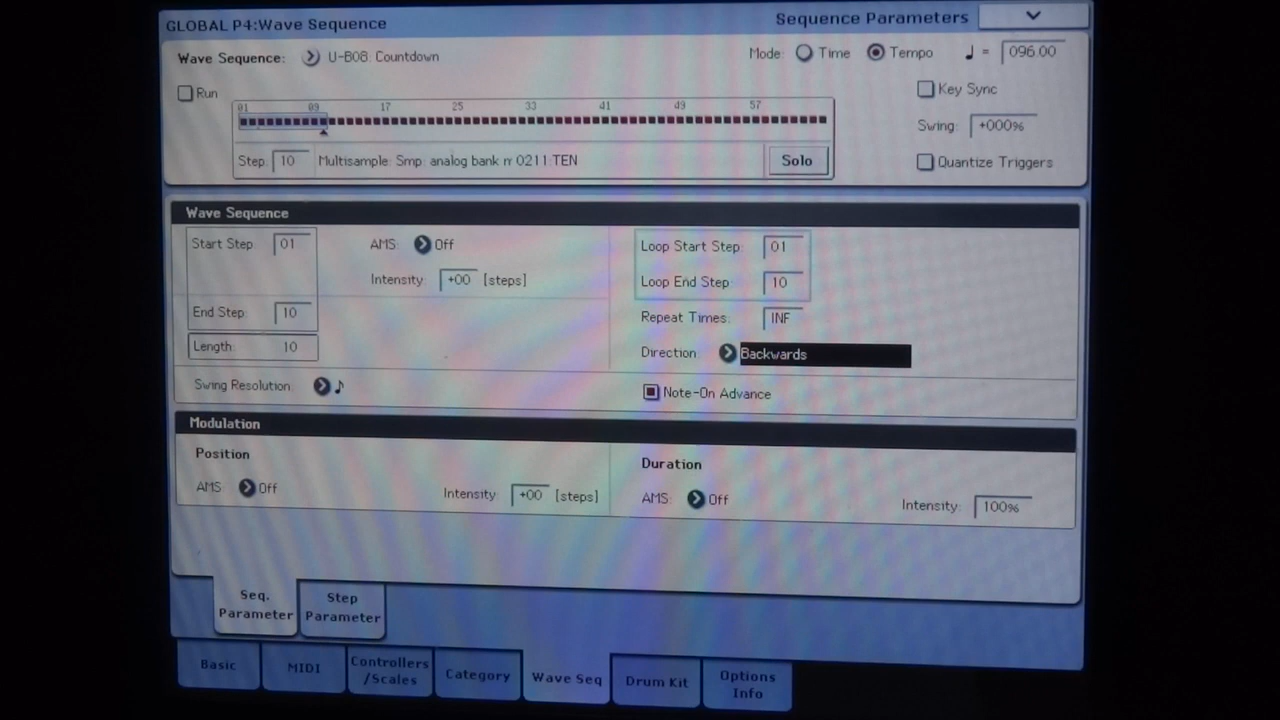 GLOBAL P4:Wave Sequence
Sequence Parameters
Wave Sequence: U-B08: Countdown
Mode: Time Tempo ♩ = 096.00
Run
Key Sync
01 09 17 25 33 41 49 57
Swing: +000%
Step: 10 Multisample: Smp: analog bank m 0211 TEN Solo
Quantize Triggers
Wave Sequence
Start Step: 01 AMS: Off Loop Start Step: 01
Intensity: +00 [steps] Loop End Step: 10
End Step: 10 Repeat Times: INF
Length: 10 Direction: Backwards
Swing Resolution: ♪ Note-On Advance
Modulation
Position Duration
AMS: Off Intensity: +00 [steps] AMS: Off Intensity: 100%
Seq. Parameter
Step Parameter
Basic
MIDI
Controllers
/Scales
Category
Wave Seq
Drum Kit
Options
Info